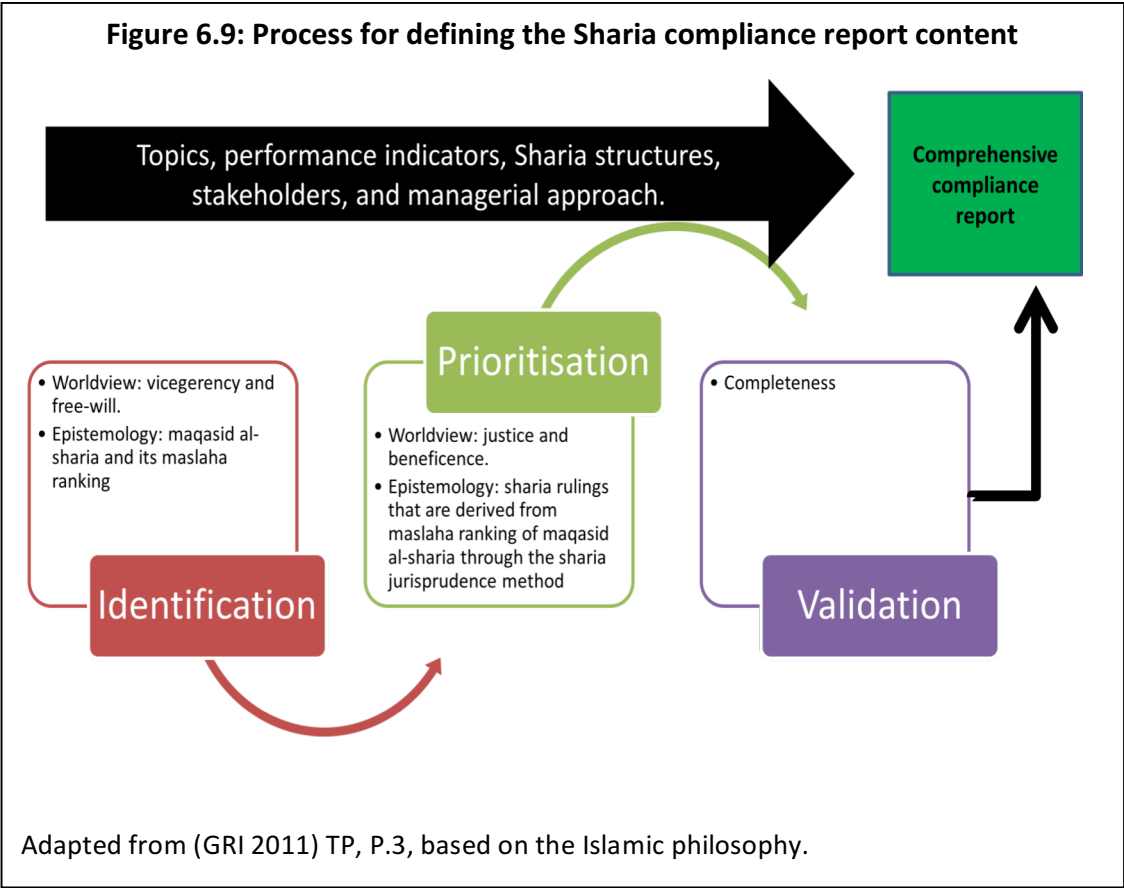 Figure 6.9: Process for defining the Sharia compliance report content
Topics, performance indicators, Sharia structures,
stakeholders, and managerial approach.
Comprehensive
compliance
report
• Worldview: vicegerency and
free-will.
• Epistemology: maqasid al-
sharia and its maslaha
ranking
Identification
Prioritisation
• Worldview: justice and
beneficence.
• Epistemology: sharia rulings
that are derived from
maslaha ranking of maqasid
al-sharia through the sharia
jurisprudence method
• Completeness
Validation
Adapted from (GRI 2011) TP, P.3, based on the Islamic philosophy.